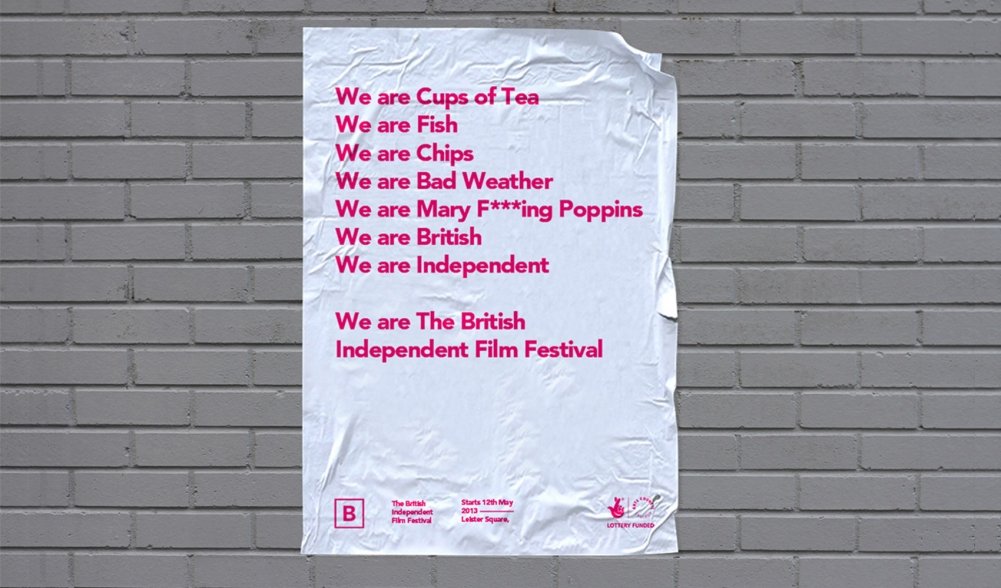 We are Cups of Tea
We are Fish
We are Chips
We are Bad Weather
We are Mary F***ing Poppins
We are British
We are Independent
We are The British
Independent Film Festival
B
The British
Independent
Film Festival
Starts 12th May
2013
Leister Square,
LOTTERY FUNDED